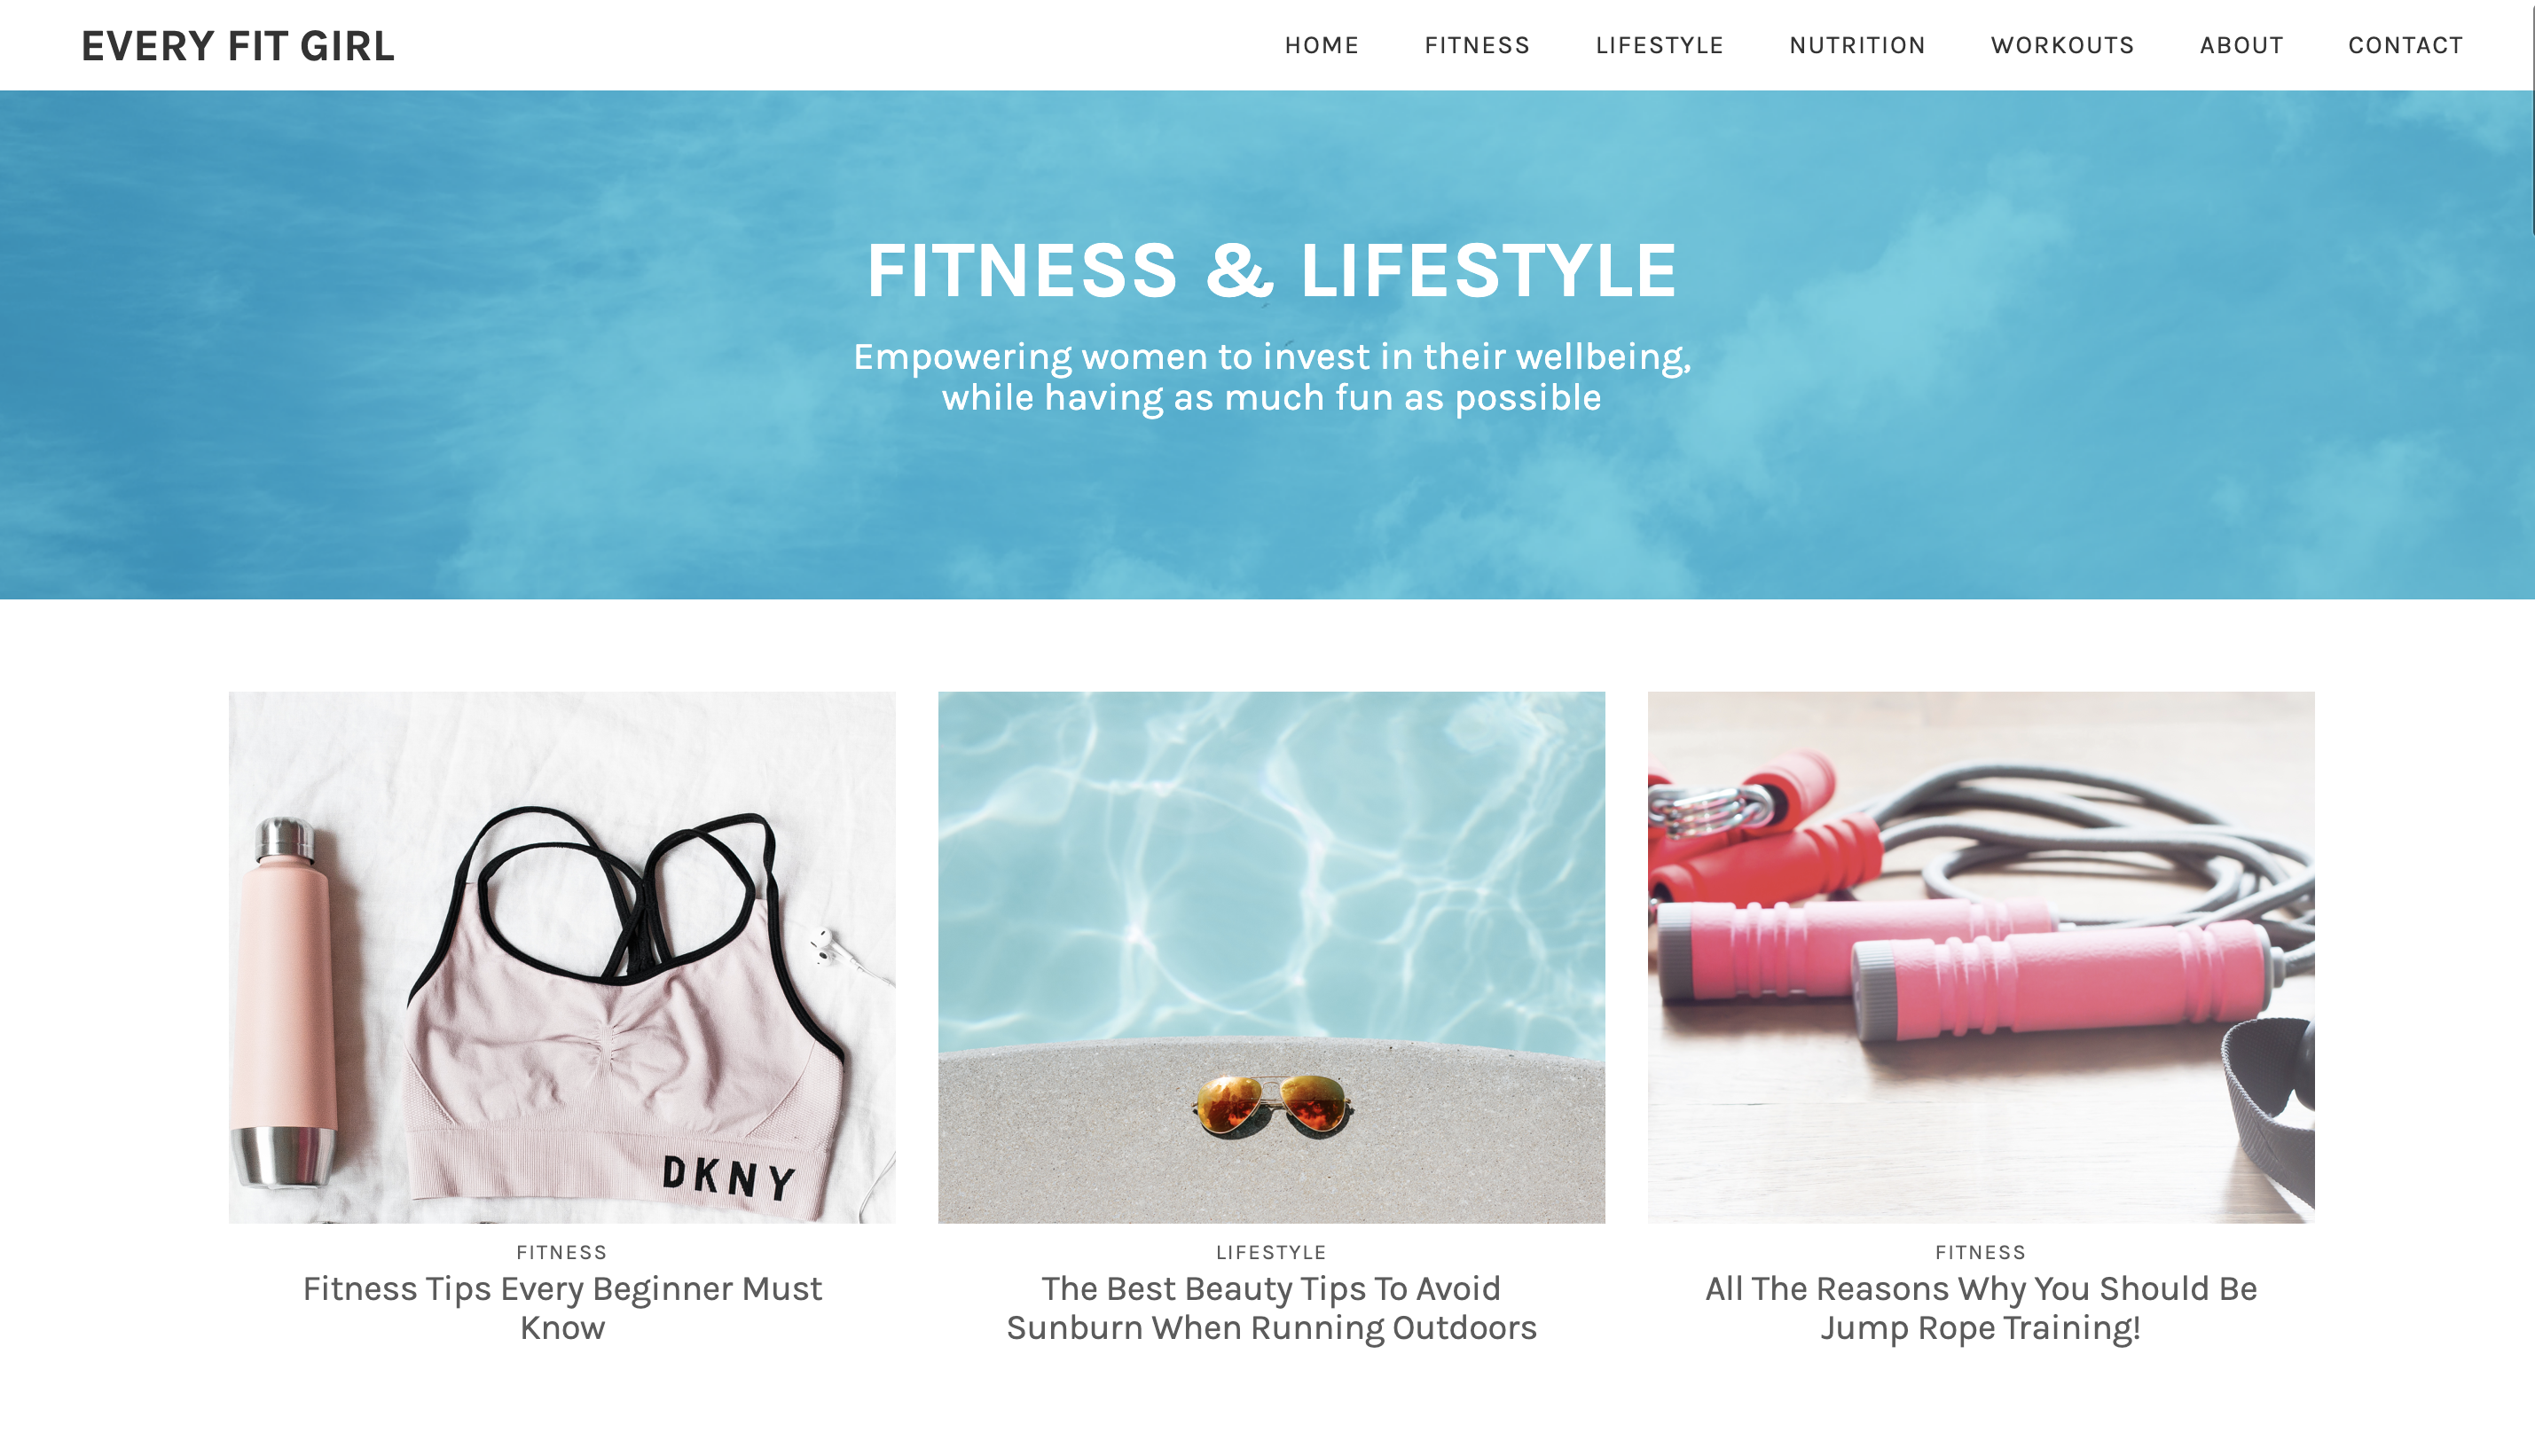 EVERY FIT GIRL
HOME FITNESS LIFESTYLE NUTRITION WORKOUTS ABOUT CONTACT
FITNESS & LIFESTYLE
Empowering women to invest in their wellbeing,
while having as much fun as possible
DKNY
FITNESS
Fitness Tips Every Beginner Must
Know
LIFESTYLE
The Best Beauty Tips To Avoid
Sunburn When Running Outdoors
FITNESS
All The Reasons Why You Should Be
Jump Rope Training!